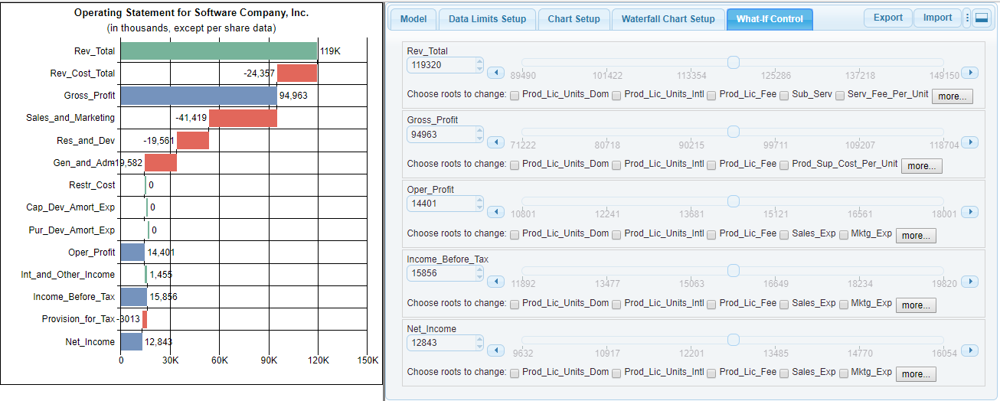 Operating Statement for Software Company, Inc.
(in thousands, except per share data)
0K 30K 60K 90K 120K 150K
Rev_Total 119K
Rev_Cost_Total -24,357
Gross_Profit 94,963
Sales_and_Marketing -41,419
Res_and_Dev -19,561
Gen_and_Adm -19,582
Restr_Cost 0
Cap_Dev_Amort_Exp 0
Pur_Dev_Amort_Exp 0
Oper_Profit 14,401
Int_and_Other_Income 1,455
Income_Before_Tax 15,856
Provision_for_Tax -3013
Net_Income 12,843
0 30K 60K 90K 120K 150K
Model Data Limits Setup Chart Setup Waterfall Chart Setup What-If Control Export Import
Rev_Total
119320
89490 101422 113354 125286 137218 149150
Choose roots to change: Prod_Lic_Units_Dom Prod_Lic_Units_Intl Prod_Lic_Fee Sub_Serv Serv_Fee_Per_Unit more...
Gross_Profit
94963
71222 80718 90215 99711 109207 118704
Choose roots to change: Prod_Lic_Units_Dom Prod_Lic_Units_Intl Prod_Lic_Fee Prod_Sup_Cost_Per_Unit more...
Oper_Profit
14401
10801 12241 13681 15121 16561 18001
Choose roots to change: Prod_Lic_Units_Dom Prod_Lic_Units_Intl Prod_Lic_Fee Sales_Exp Mktg_Exp more...
Income_Before_Tax
15856
11892 13477 15063 16649 18234 19820
Choose roots to change: Prod_Lic_Units_Dom Prod_Lic_Units_Intl Prod_Lic_Fee Sales_Exp Mktg_Exp more...
Net_Income
12843
9632 10917 12201 13485 14770 16054
Choose roots to change: Prod_Lic_Units_Dom Prod_Lic_Units_Intl Prod_Lic_Fee Sales_Exp Mktg_Exp more...